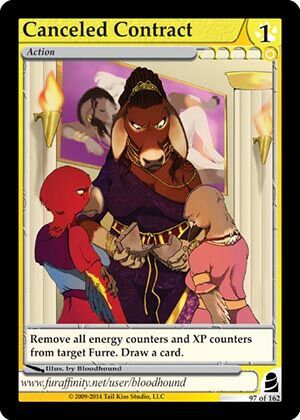 Canceled Contract 1
Action
Remove all energy counters and XP counters
from target Furre. Draw a card.
Illus. by Bloodhound
www.furaffinity.net/user/bloodhound
©2009-2014 Tail Kiss Studio, LLC 97 of 162